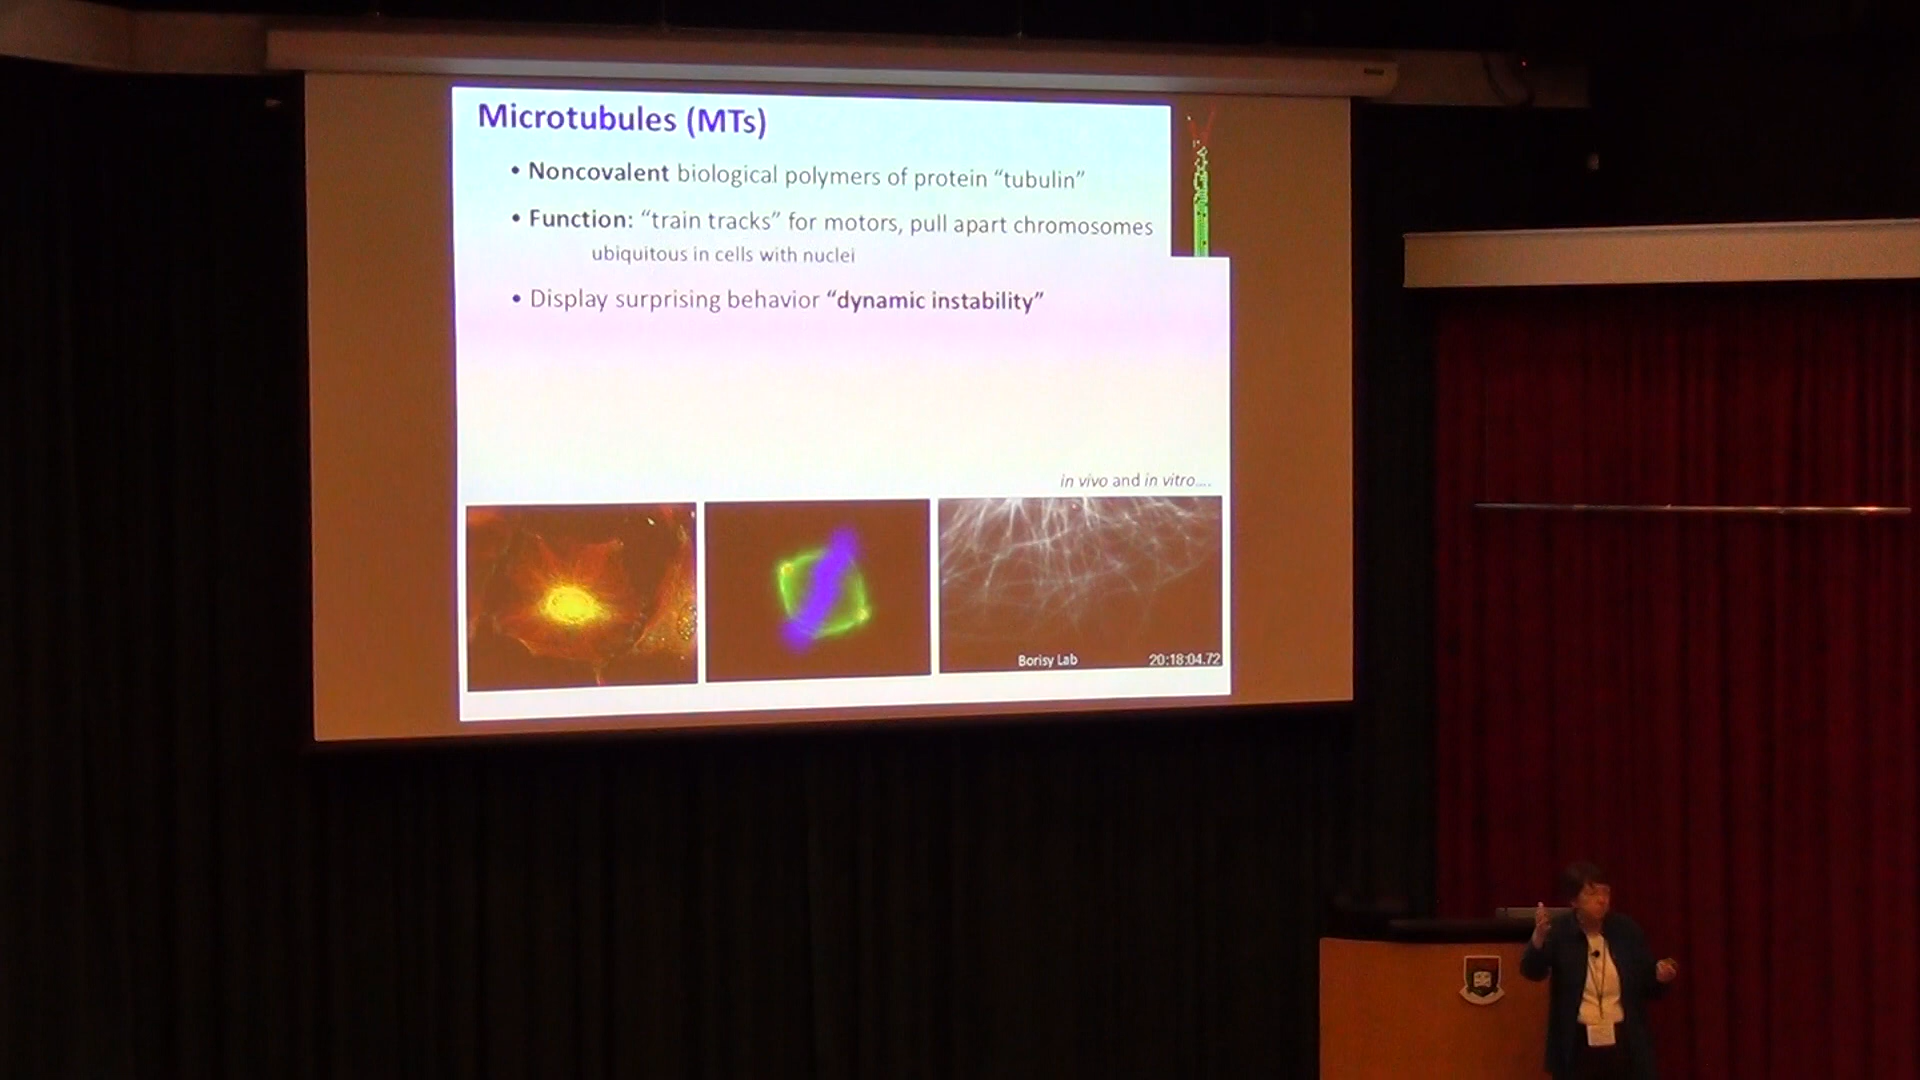 Microtubules (MTs)
• Noncovalent biological polymers of protein “tubulin”
• Function: “train tracks” for motors, pull apart chromosomes
ubiquitous in cells with nuclei
• Display surprising behavior “dynamic instability”
in vivo and in vitro....
Borisy Lab
20:18:04.72